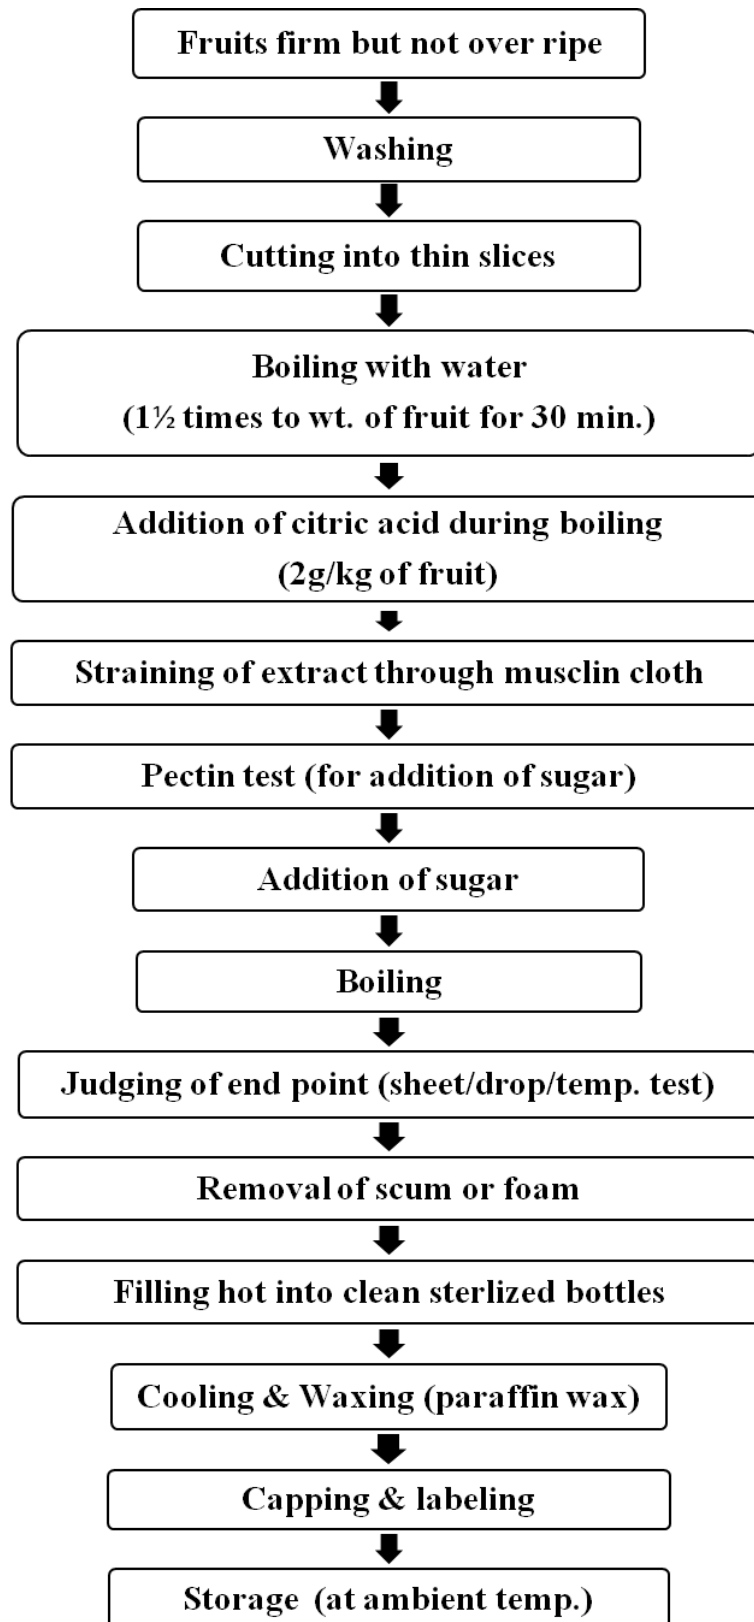 Fruits firm but not over ripe
Washing
Cutting into thin slices
Boiling with water
(1½ times to wt. of fruit for 30 min.)
Addition of citric acid during boiling
(2g/kg of fruit)
Straining of extract through musclin cloth
Pectin test (for addition of sugar)
Addition of sugar
Boiling
Judging of end point (sheet/drop/temp. test)
Removal of scum or foam
Filling hot into clean sterlized bottles
Cooling & Waxing (paraffin wax)
Capping & labeling
Storage (at ambient temp.)